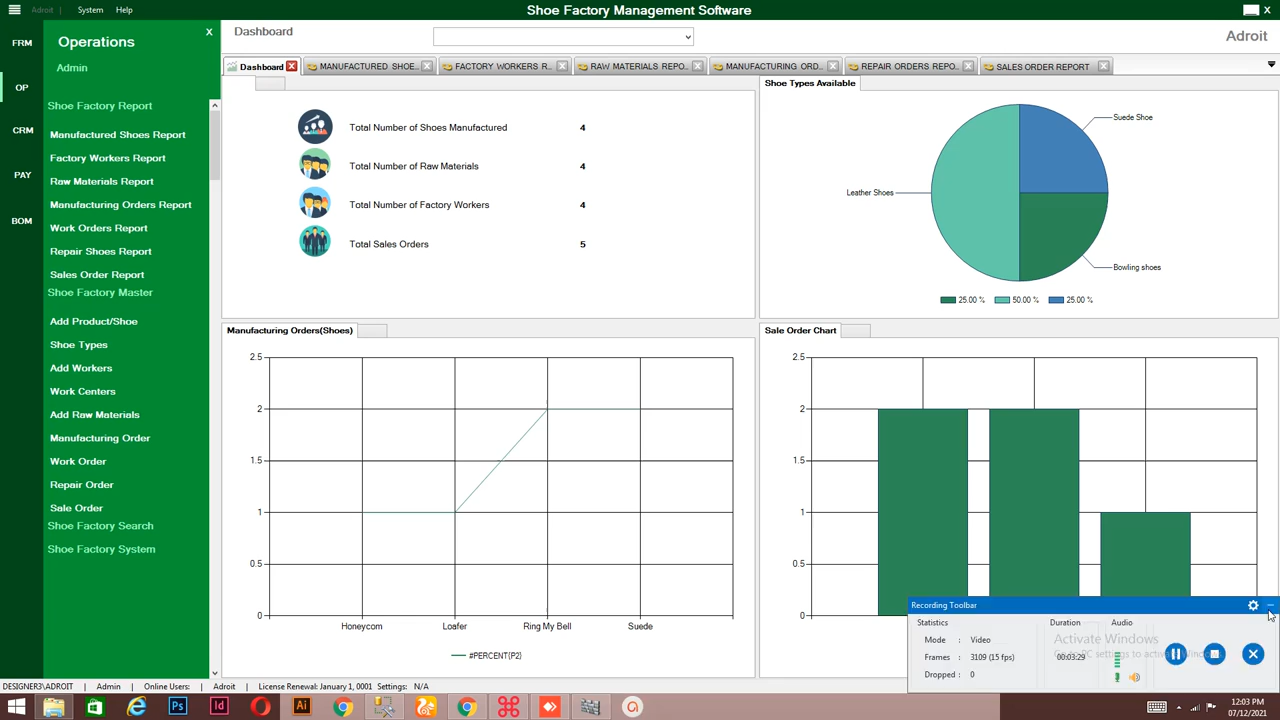 Adroit
System
Help
Shoe Factory Management Software
X
FRM
OP
CRM
PAY
BOM
Operations
X
Admin
Shoe Factory Report
Manufactured Shoes Report
Factory Workers Report
Raw Materials Report
Manufacturing Orders Report
Work Orders Report
Repair Shoes Report
Sales Order Report
Shoe Factory Master
Add Product/Shoe
Shoe Types
Add Workers
Work Centers
Add Raw Materials
Manufacturing Order
Work Order
Repair Order
Sale Order
Shoe Factory Search
Shoe Factory System
Dashboard
Adroit
Dashboard
MANUFACTURED SHOE...
FACTORY WORKERS R...
RAW MATERIALS REPO...
MANUFACTURING ORD...
REPAIR ORDERS REPO...
SALES ORDER REPORT
Total Number of Shoes Manufactured 4
Total Number of Raw Materials 4
Total Number of Factory Workers 4
Total Sales Orders 5
Shoe Types Available
Suede Shoe
Leather Shoes
Bowling shoes
25.00 % 50.00 % 25.00 %
Manufacturing Orders(Shoes)
2.5
2
1.5
1
0.5
0
Honeycom Loafer Ring My Bell Suede
#PERCENT{P2}
Sale Order Chart
2.5
2
1.5
1
0.5
0
Recording Toolbar
Statistics
Mode : Video
Frames : 3109 (15 fps)
Dropped : 0
Duration
00:03:29
Audio
Activate Windows
DESIGNER3\ADROIT Admin Online Users: Adroit License Renewal: January 1, 0001 Settings: N/A
Ps
Id
Ai
12:03 PM
07/12/2021